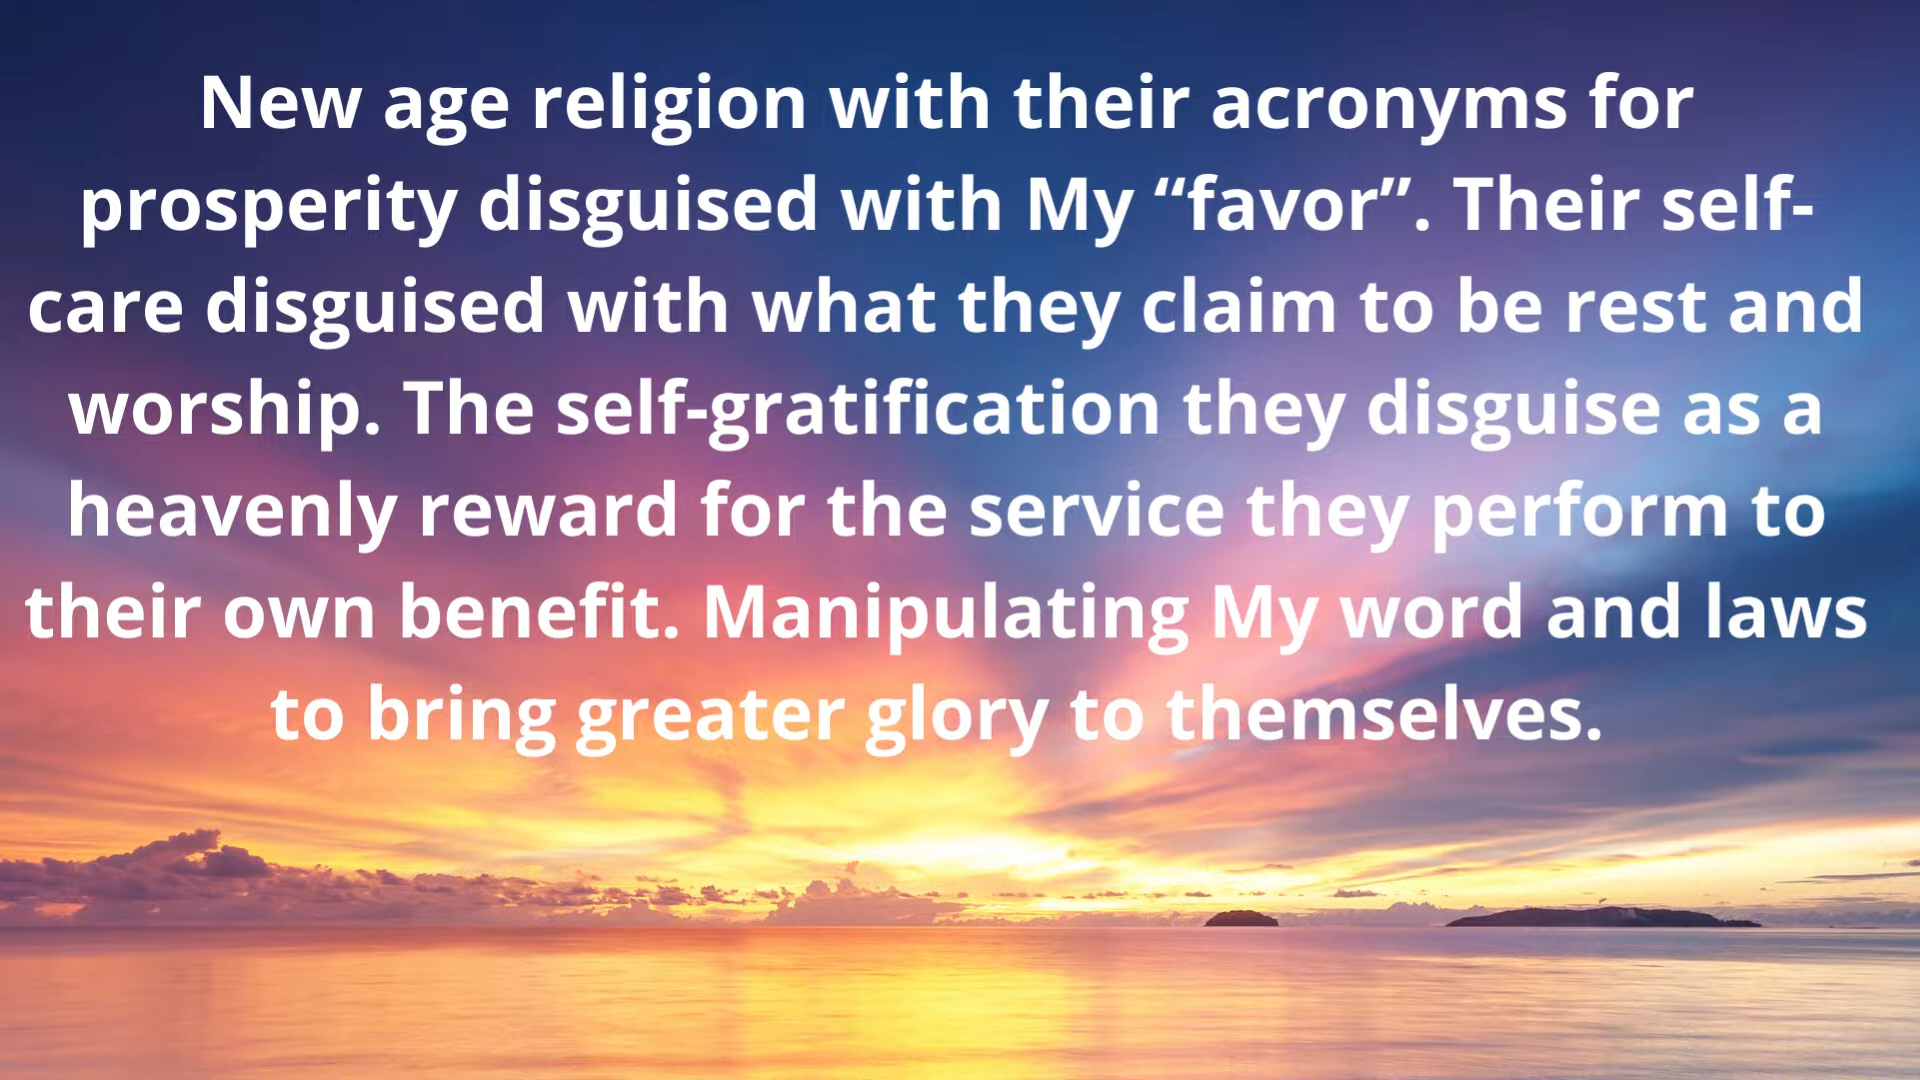 New age religion with their acronyms for
prosperity disguised with My “favor”. Their self-
care disguised with what they claim to be rest and
worship. The self-gratification they disguise as a
heavenly reward for the service they perform to
their own benefit. Manipulating My word and laws
to bring greater glory to themselves.